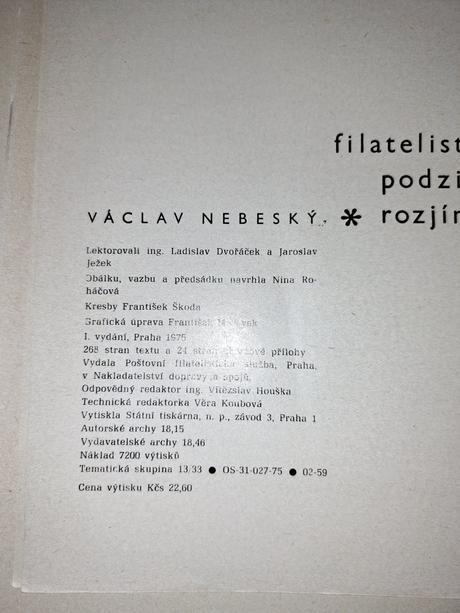 filatelist
podzi
VÁCLAV NEBESKÝ * rozjín
Lektorovali ing. Ladislav Dvořáček a Jaroslav
Ježek
Obálku, vazbu a předsádku navrhla Nina Ro-
háčová
Kresby František Škoda
Grafická úprava František
I. vydání, Praha 1975
268 stran textu a 24 stran přílohy
Vydala Poštovní filatelistická služba, Praha,
v Nakladatelství dopravy a spojů,
Odpovědný redaktor ing. Vítězslav Houška
Technická redaktorka Věra Koubová
Vytiskla Státní tiskárna, n. p., závod 3, Praha 1
Autorské archy 18,15
Vydavatelské archy 18,46
Náklad 7200 výtisků
Tematická skupina 13/33 ● OS-31-027-75 ● 02-59
Cena výtisku Kčs 22,60